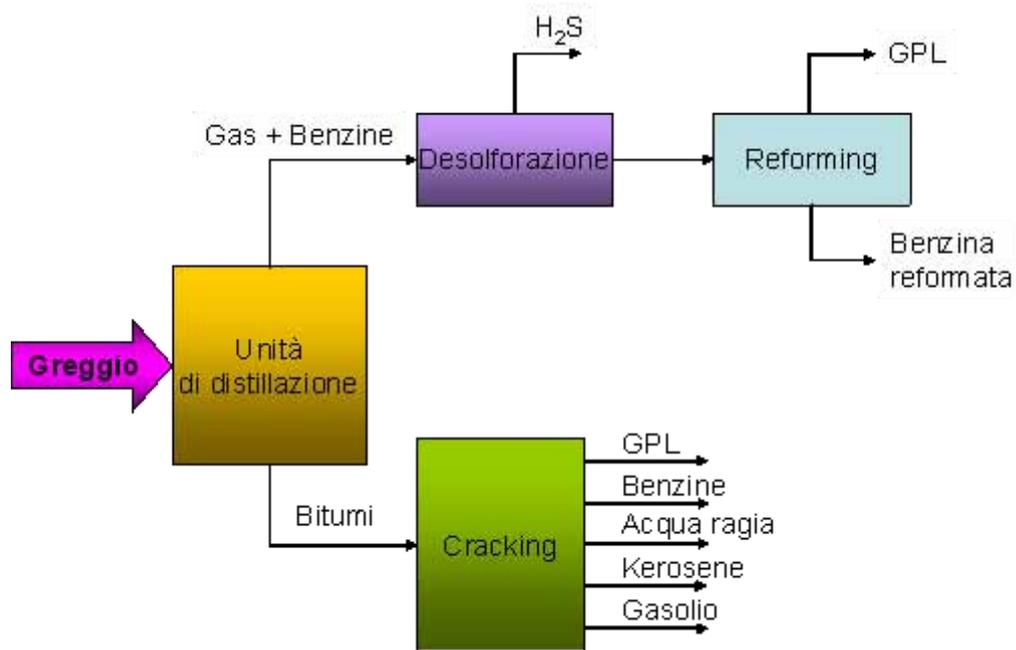 H₂S
GPL
Gas + Benzine
Desolforazione
Reforming
Benzina
reformata
Unità
di distillazione
Greggio
GPL
Benzine
Bitumi
Acqua ragia
Cracking
Kerosene
Gasolio